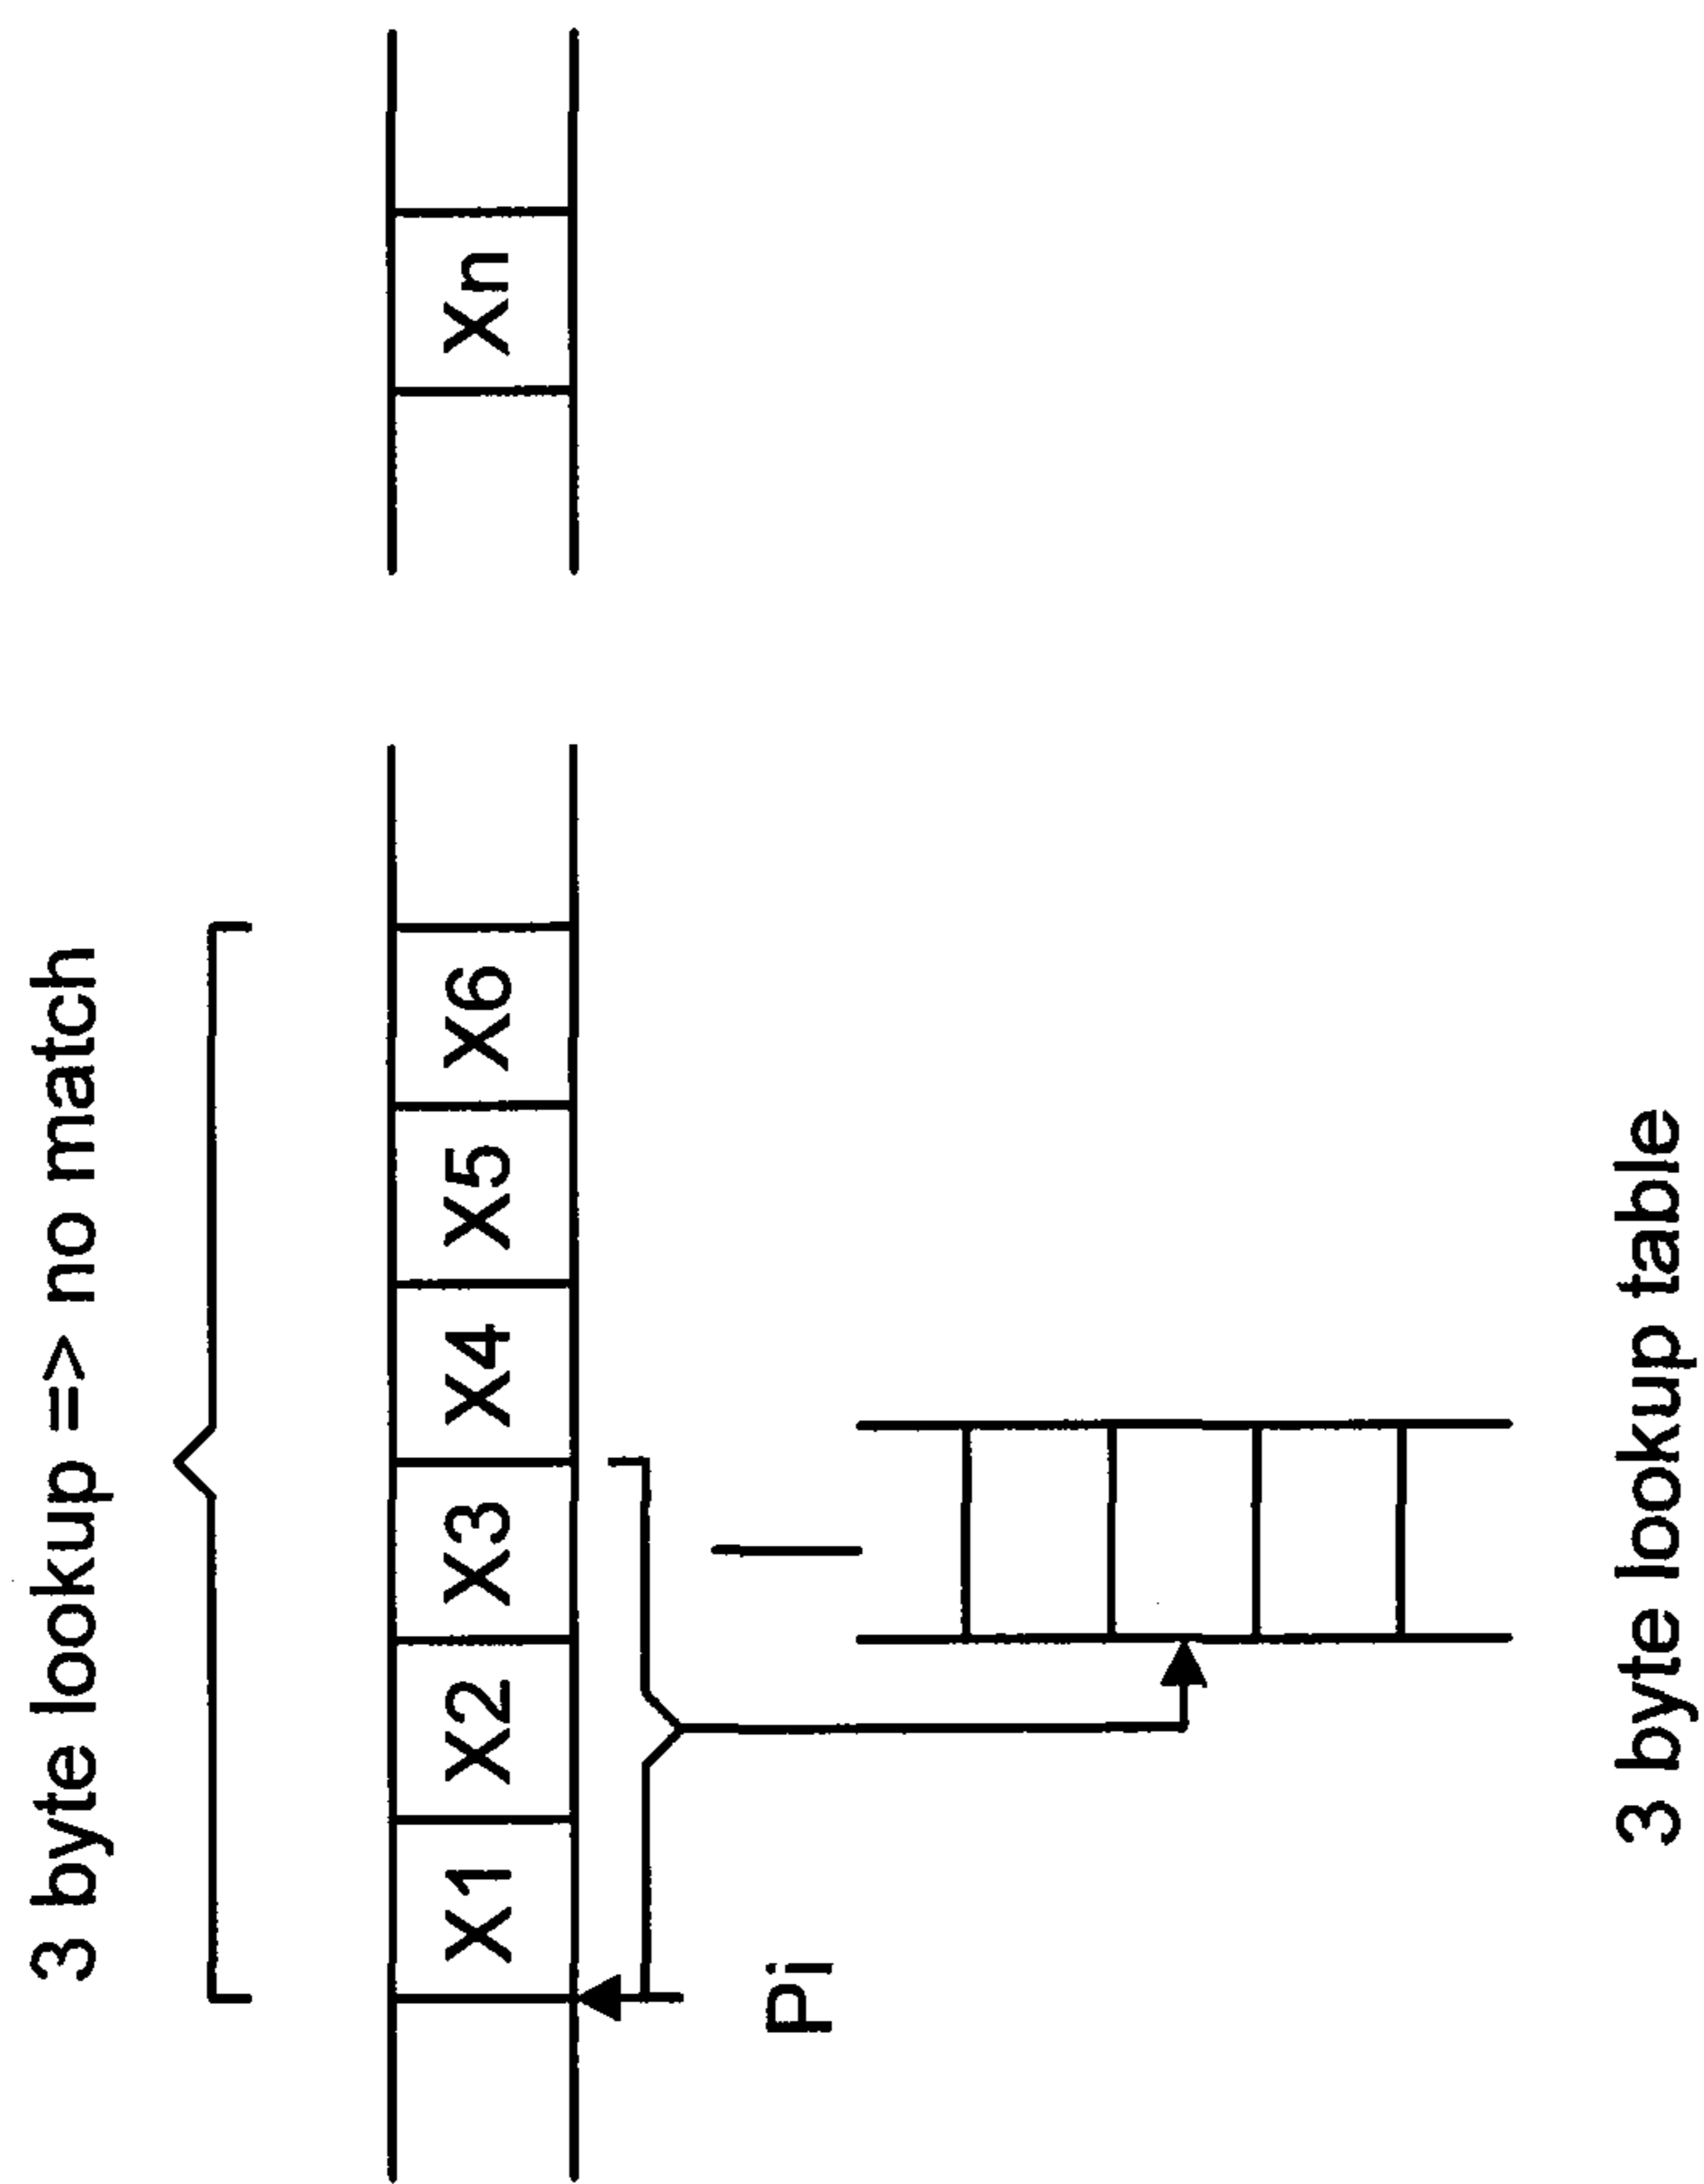 3 byte lookup => no match
X1 X2 X3 X4 X5 X6 Xn
Pi
3 byte lookup table